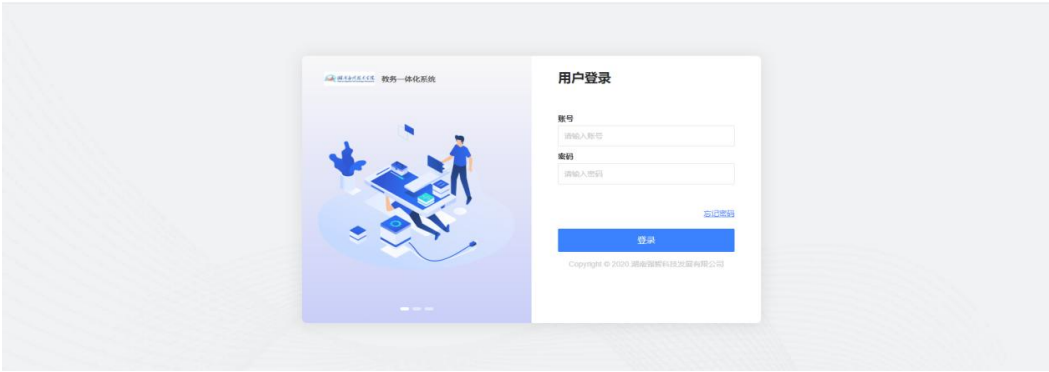 教务一体化系统
用户登录
账号
请输入账号
密码
请输入密码
忘记密码
登录
Copyright © 2020 湖南强智科技发展有限公司